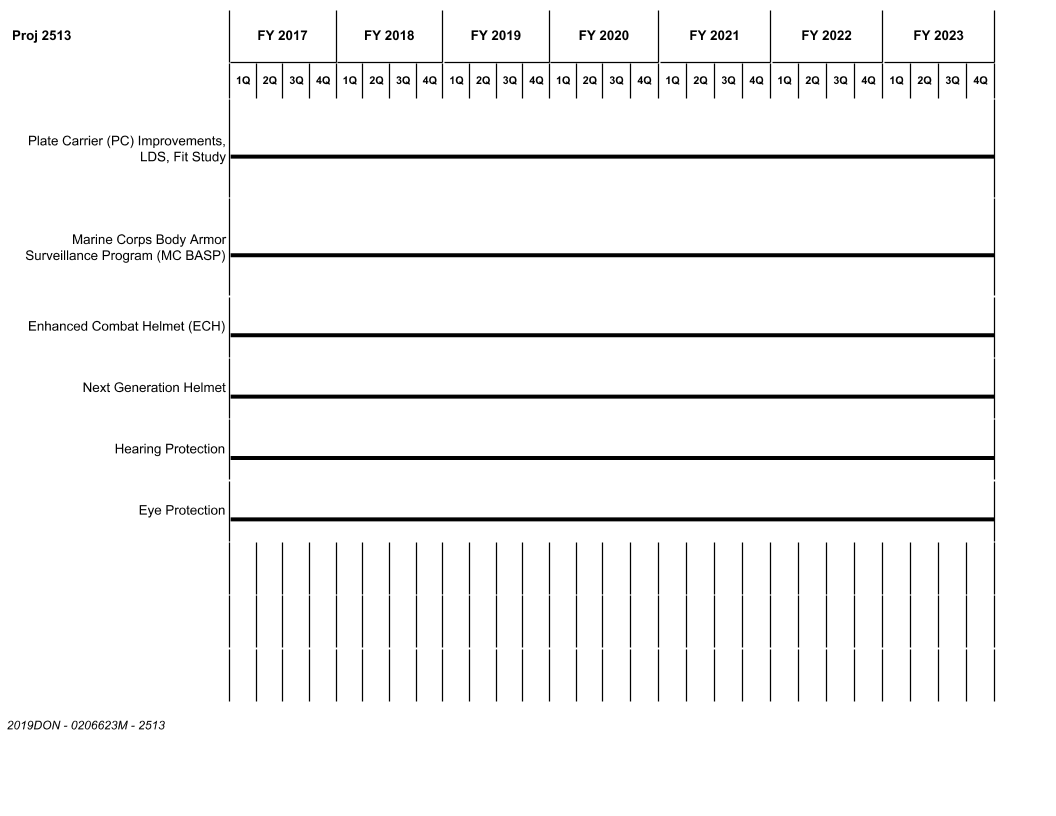 Proj 2513 FY 2017 FY 2018 FY 2019 FY 2020 FY 2021 FY 2022 FY 2023
1Q 2Q 3Q 4Q 1Q 2Q 3Q 4Q 1Q 2Q 3Q 4Q 1Q 2Q 3Q 4Q 1Q 2Q 3Q 4Q 1Q 2Q 3Q 4Q 1Q 2Q 3Q 4Q
Plate Carrier (PC) Improvements,
LDS, Fit Study
Marine Corps Body Armor
Surveillance Program (MC BASP)
Enhanced Combat Helmet (ECH)
Next Generation Helmet
Hearing Protection
Eye Protection
2019DON - 0206623M - 2513